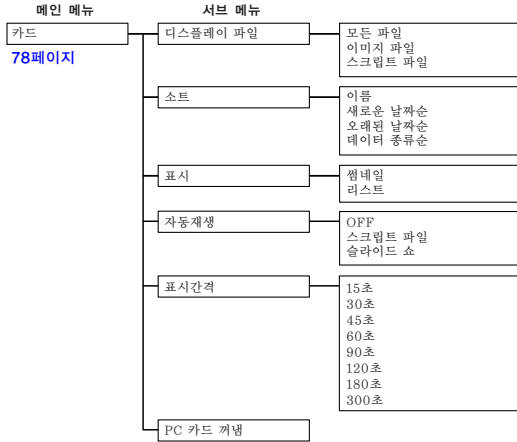 메인 메뉴
서브 메뉴
카드
78페이지
디스플레이 파일
모든 파일
이미지 파일
스크립트 파일
소트
이름
새로운 날짜순
오래된 날짜순
데이터 종류순
표시
썸네일
리스트
자동재생
OFF
스크립트 파일
슬라이드 쇼
표시간격
15초
30초
45초
60초
90초
120초
180초
300초
PC 카드 꺼냄